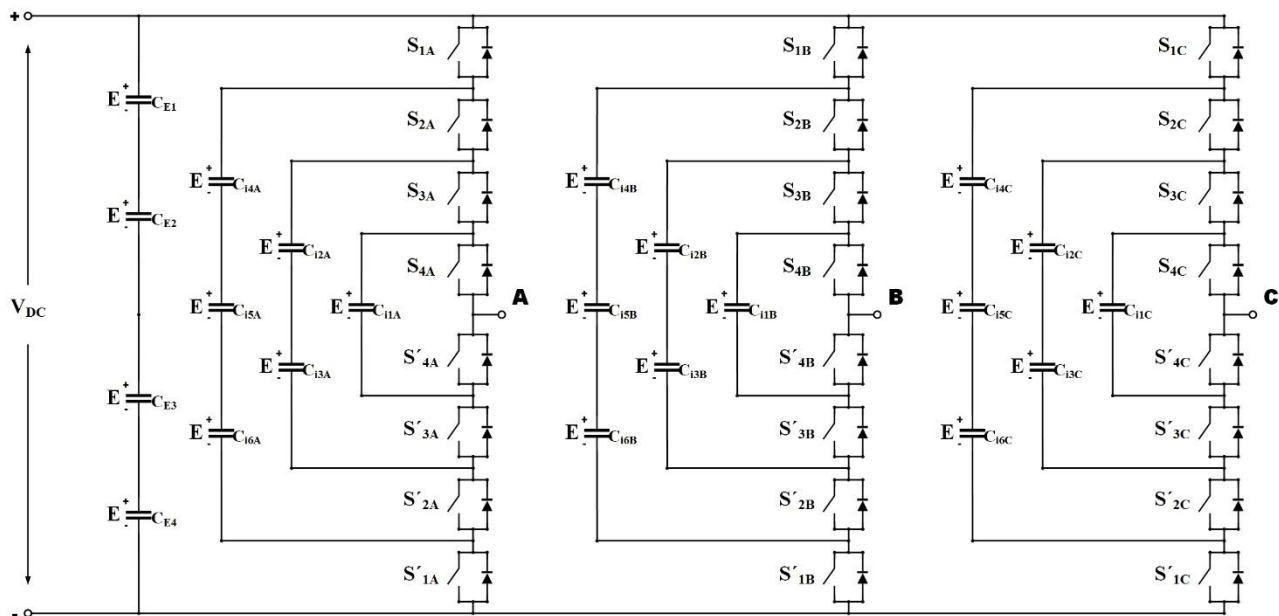 +
S1A S1B S1C
E + - CE1
S2A S2B S2C
E + - Ci4A E + - Ci4B E + - Ci4C
S3A S3B S3C
E + - CE2
E + - Ci2A E + - Ci2B E + - Ci2C
S4A S4B S4C
A B C
VDC
E + - Ci5A E + - Ci1A E + - Ci5B E + - Ci1B E + - Ci5C E + - Ci1C
S´4A S´4B S´4C
E + - Ci3A E + - Ci3B E + - Ci3C
E + - CE3
S´3A S´3B S´3C
E + - Ci6A E + - Ci6B E + - Ci6C
S´2A S´2B S´2C
E + - CE4
S´1A S´1B S´1C
-